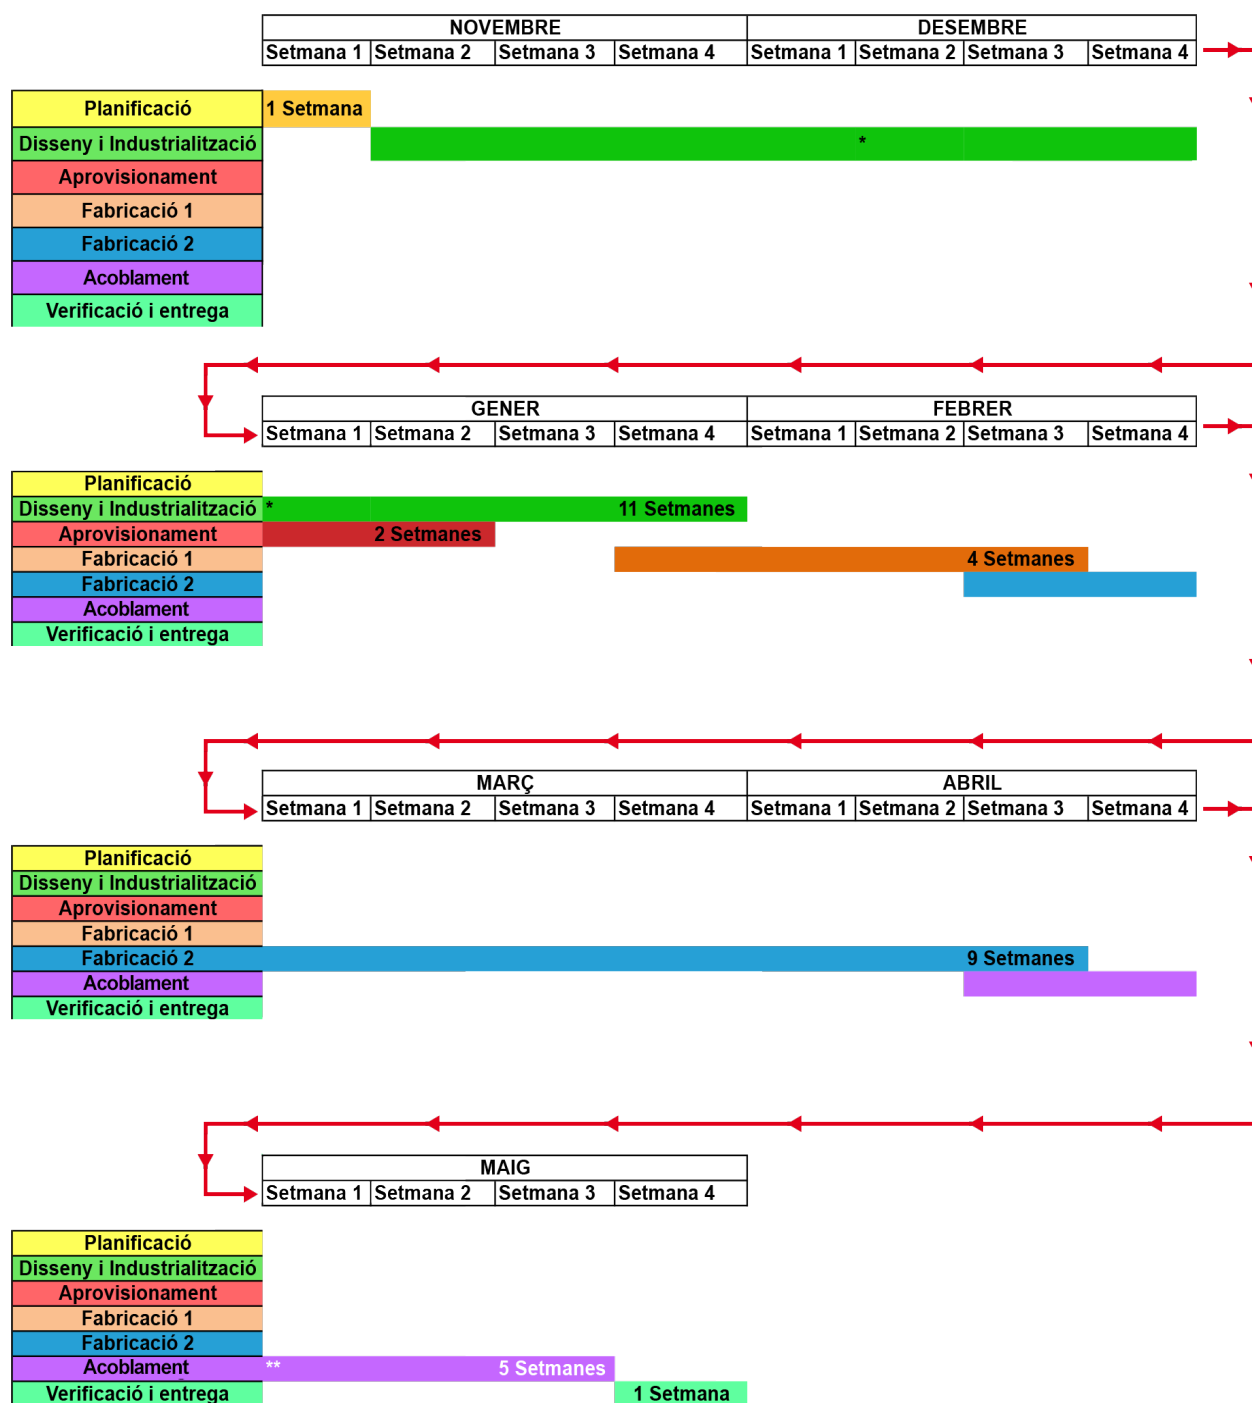 NOVEMBRE DESEMBRE
Setmana 1 Setmana 2 Setmana 3 Setmana 4 Setmana 1 Setmana 2 Setmana 3 Setmana 4
Planificació 1 Setmana
Disseny i Industrialització *
Aprovisionament
Fabricació 1
Fabricació 2
Acoblament
Verificació i entrega
GENER FEBRER
Setmana 1 Setmana 2 Setmana 3 Setmana 4 Setmana 1 Setmana 2 Setmana 3 Setmana 4
Planificació
Disseny i Industrialització * 11 Setmanes
Aprovisionament 2 Setmanes
Fabricació 1 4 Setmanes
Fabricació 2
Acoblament
Verificació i entrega
MARÇ ABRIL
Setmana 1 Setmana 2 Setmana 3 Setmana 4 Setmana 1 Setmana 2 Setmana 3 Setmana 4
Planificació
Disseny i Industrialització
Aprovisionament
Fabricació 1
Fabricació 2 9 Setmanes
Acoblament
Verificació i entrega
MAIG
Setmana 1 Setmana 2 Setmana 3 Setmana 4
Planificació
Disseny i Industrialització
Aprovisionament
Fabricació 1
Fabricació 2
Acoblament ** 5 Setmanes
Verificació i entrega 1 Setmana